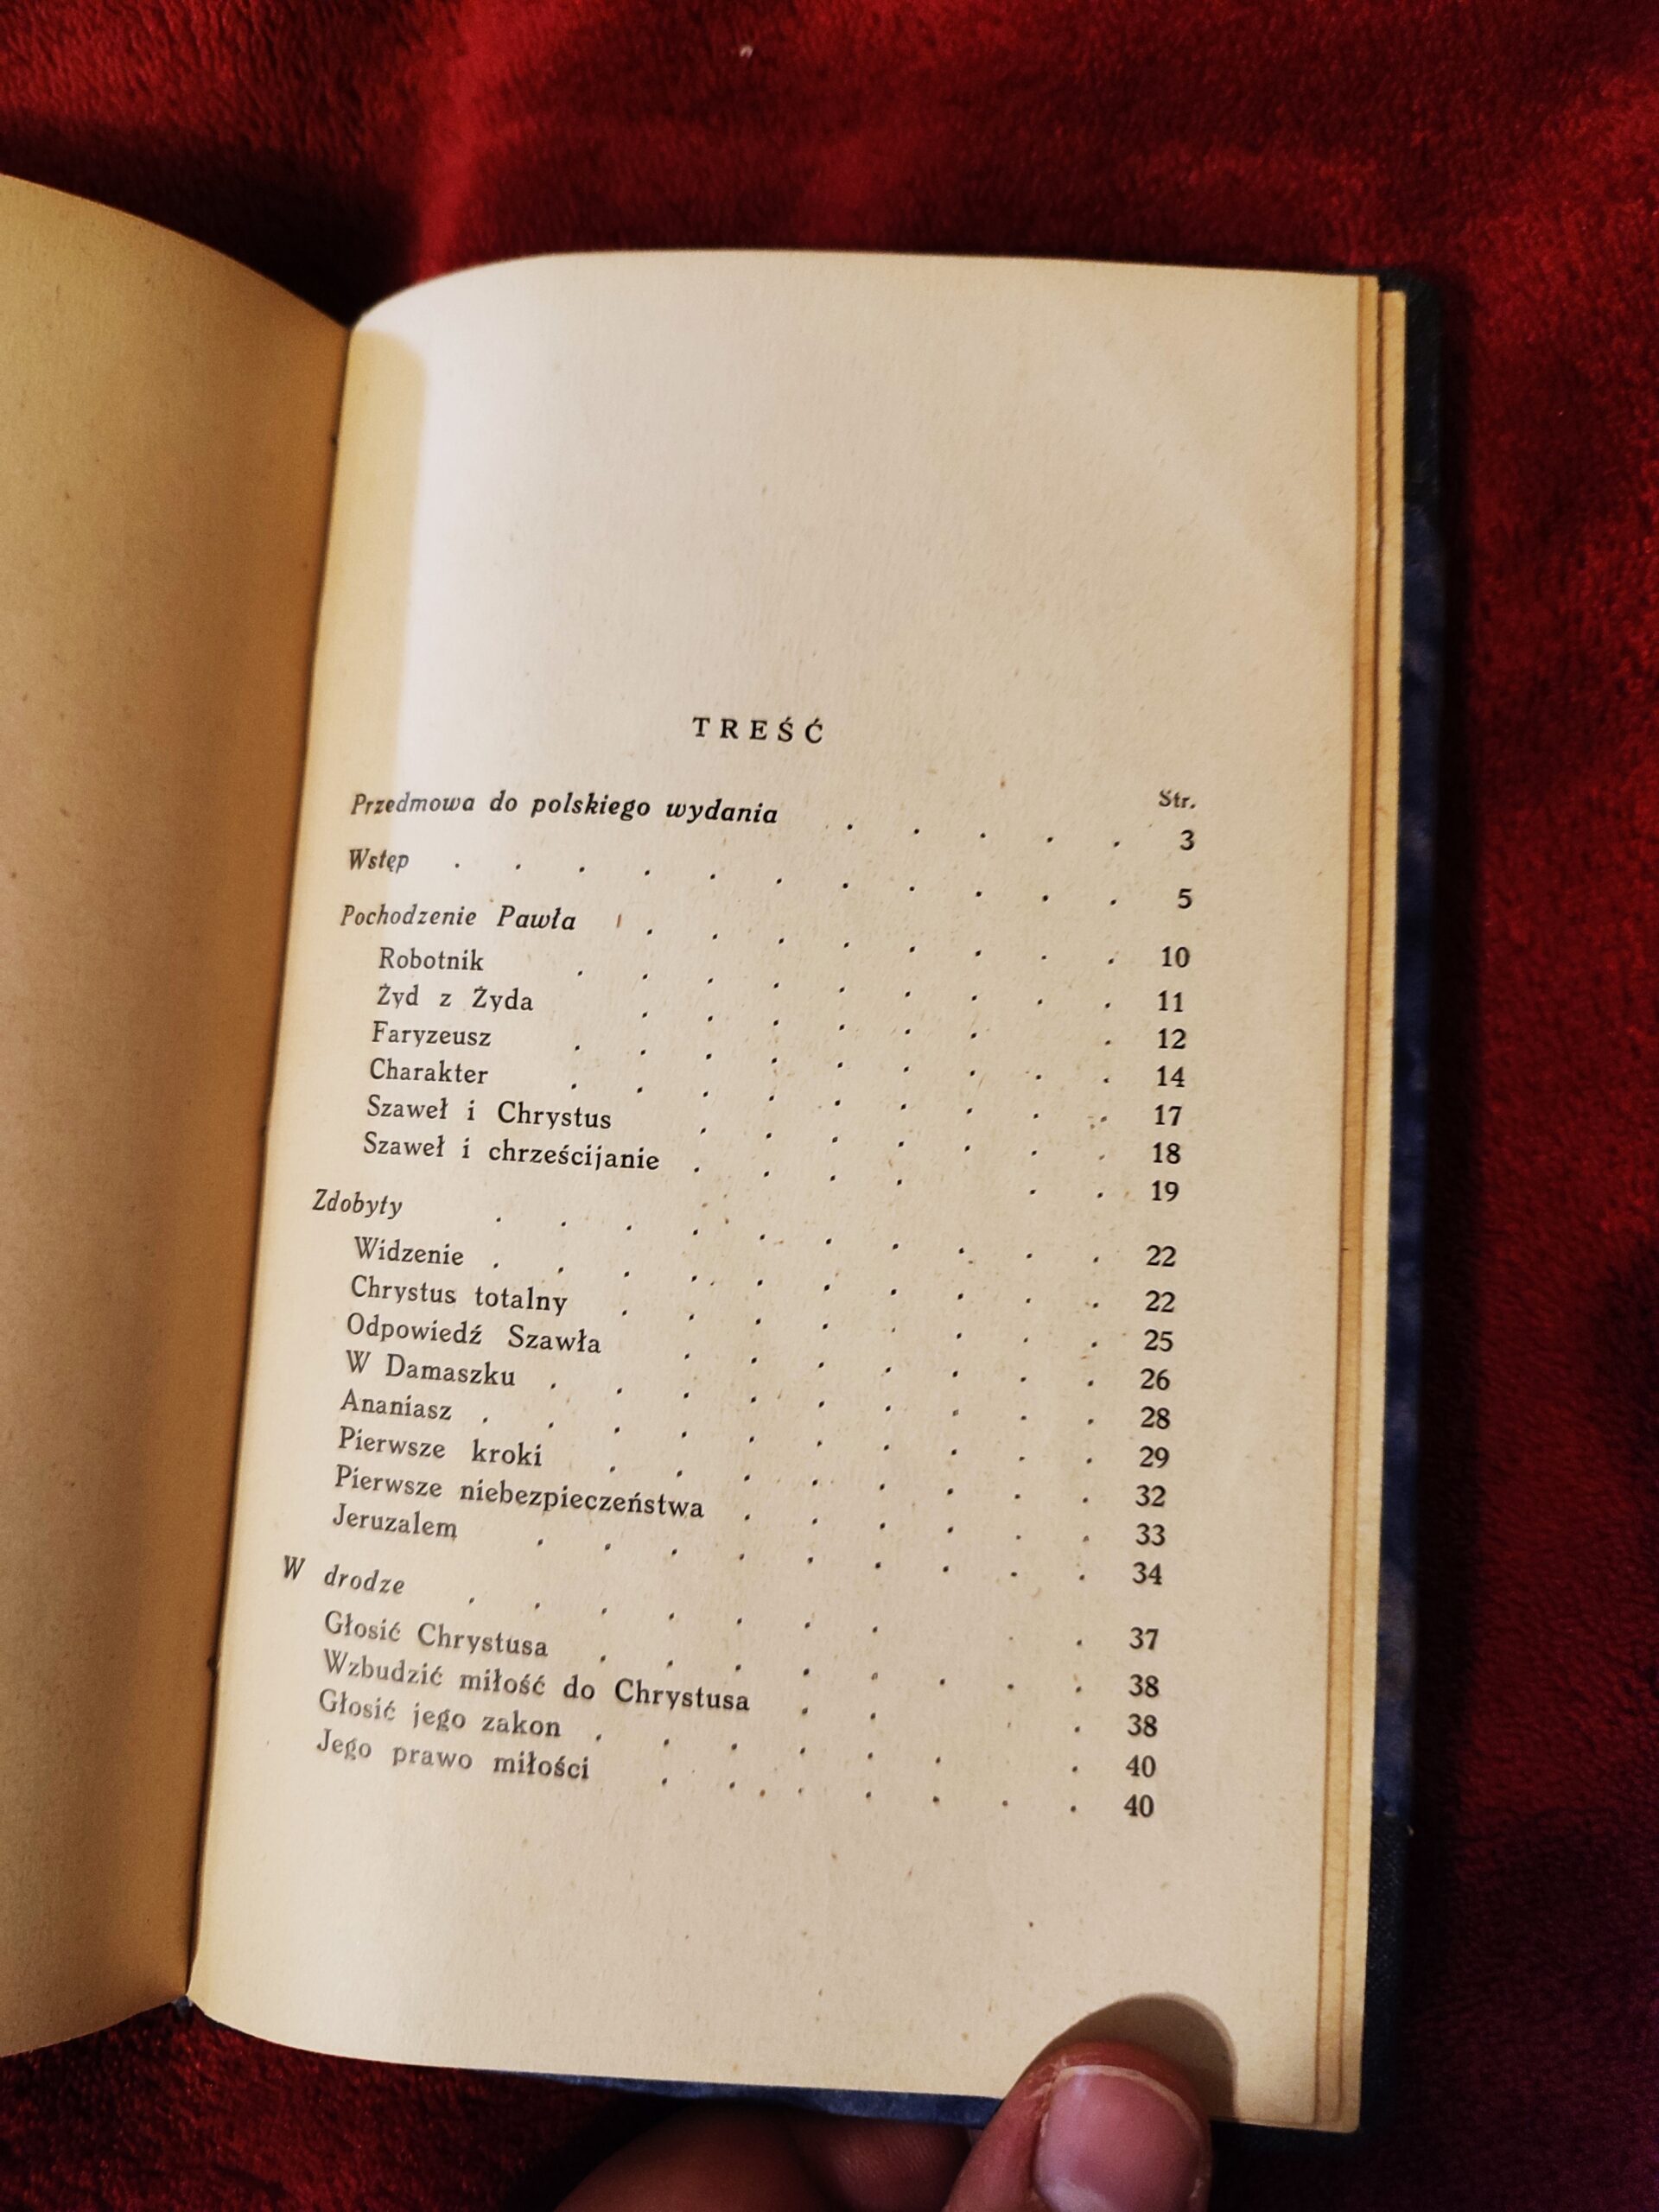 TREŚĆ
Str.
Przedmowa do polskiego wydania . . . . . 3
Wstęp . . . . . . . . . . . 5
Pochodzenie Pawła . . . . . . . . 10
Robotnik . . . . . . . . . 11
Żyd z Żyda . . . . . . . 12
Faryzeusz . . . . . . . . . 14
Charakter . . . . . . . . . 17
Szaweł i Chrystus . . . . . . . 18
Szaweł i chrześcijanie . . . . . . 19
Zdobyty . . . . . . . . . . 22
Widzenie . . . . . . . . . . 22
Chrystus totalny . . . . . . . 25
Odpowiedź Szawła . . . . . . . 26
W Damaszku . . . . . . . . . 28
Ananiasz . . . . . . . . . . 29
Pierwsze kroki . . . . . . . . 32
Pierwsze niebezpieczeństwa . . . . . . 33
Jeruzalem . . . . . . . . . 34
W drodze . . . . . . . . . 37
Głosić Chrystusa . . . . . . . . 38
Wzbudzić miłość do Chrystusa . . . . 38
Głosić jego zakon . . . . . . . 40
Jego prawo miłości . . . . . . . 40